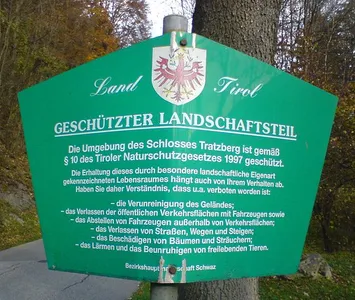 Land Tirol
GESCHÜTZTER LANDSCHAFTSTEIL
Die Umgebung des Schlosses Tratzberg ist gemäß
§ 10 des Tiroler Naturschutzgesetzes 1997 geschützt.
Die Erhaltung dieses durch besondere landschaftliche Eigenart
gekennzeichneten Lebensraumes hängt auch von Ihrem Verhalten ab.
Haben Sie daher Verständnis, dass u.a. verboten worden ist:
– die Verunreinigung des Geländes;
– das Verlassen der öffentlichen Verkehrsflächen mit Fahrzeugen sowie
– das Abstellen von Fahrzeugen außerhalb von Verkehrsflächen;
– das Verlassen von Straßen, Wegen und Steigen;
– das Beschädigen von Bäumen und Sträuchern;
– das Lärmen und das Beunruhigen von freilebenden Tieren.
Bezirkshauptmannschaft Schwaz